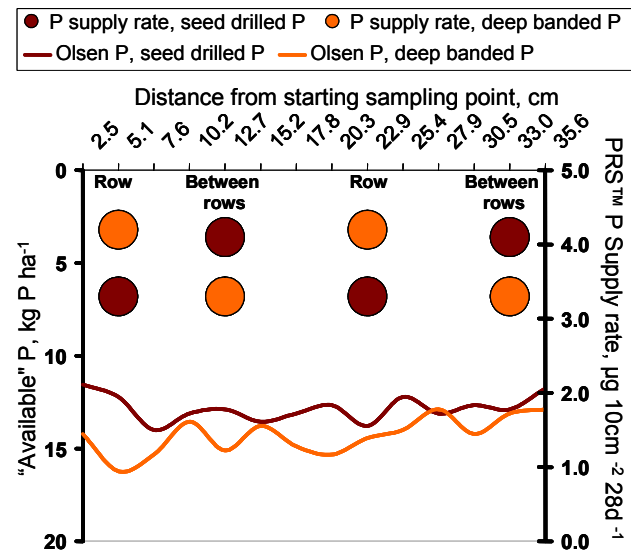 P supply rate, seed drilled P P supply rate, deep banded P
Olsen P, seed drilled P Olsen P, deep banded P
Distance from starting sampling point, cm
2.5 5.1 7.6 10.2 12.7 15.2 17.8 20.3 22.9 25.4 27.9 30.5 33.0 35.6
Row Between rows Row Between rows
0
5
10
15
20
"Available" P, kg P ha-1
5.0
4.0
3.0
2.0
1.0
0.0
PRS™ P Supply rate, µg 10cm -2 28d -1